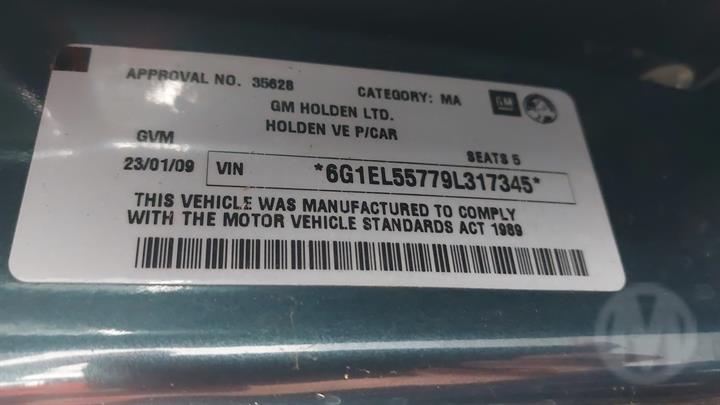 APPROVAL NO. 35628 CATEGORY: MA GM
GM HOLDEN LTD.
HOLDEN VE P/CAR
GVM SEATS 5
23/01/09 VIN *6G1EL55779L317345*
THIS VEHICLE WAS MANUFACTURED TO COMPLY
WITH THE MOTOR VEHICLE STANDARDS ACT 1989
M